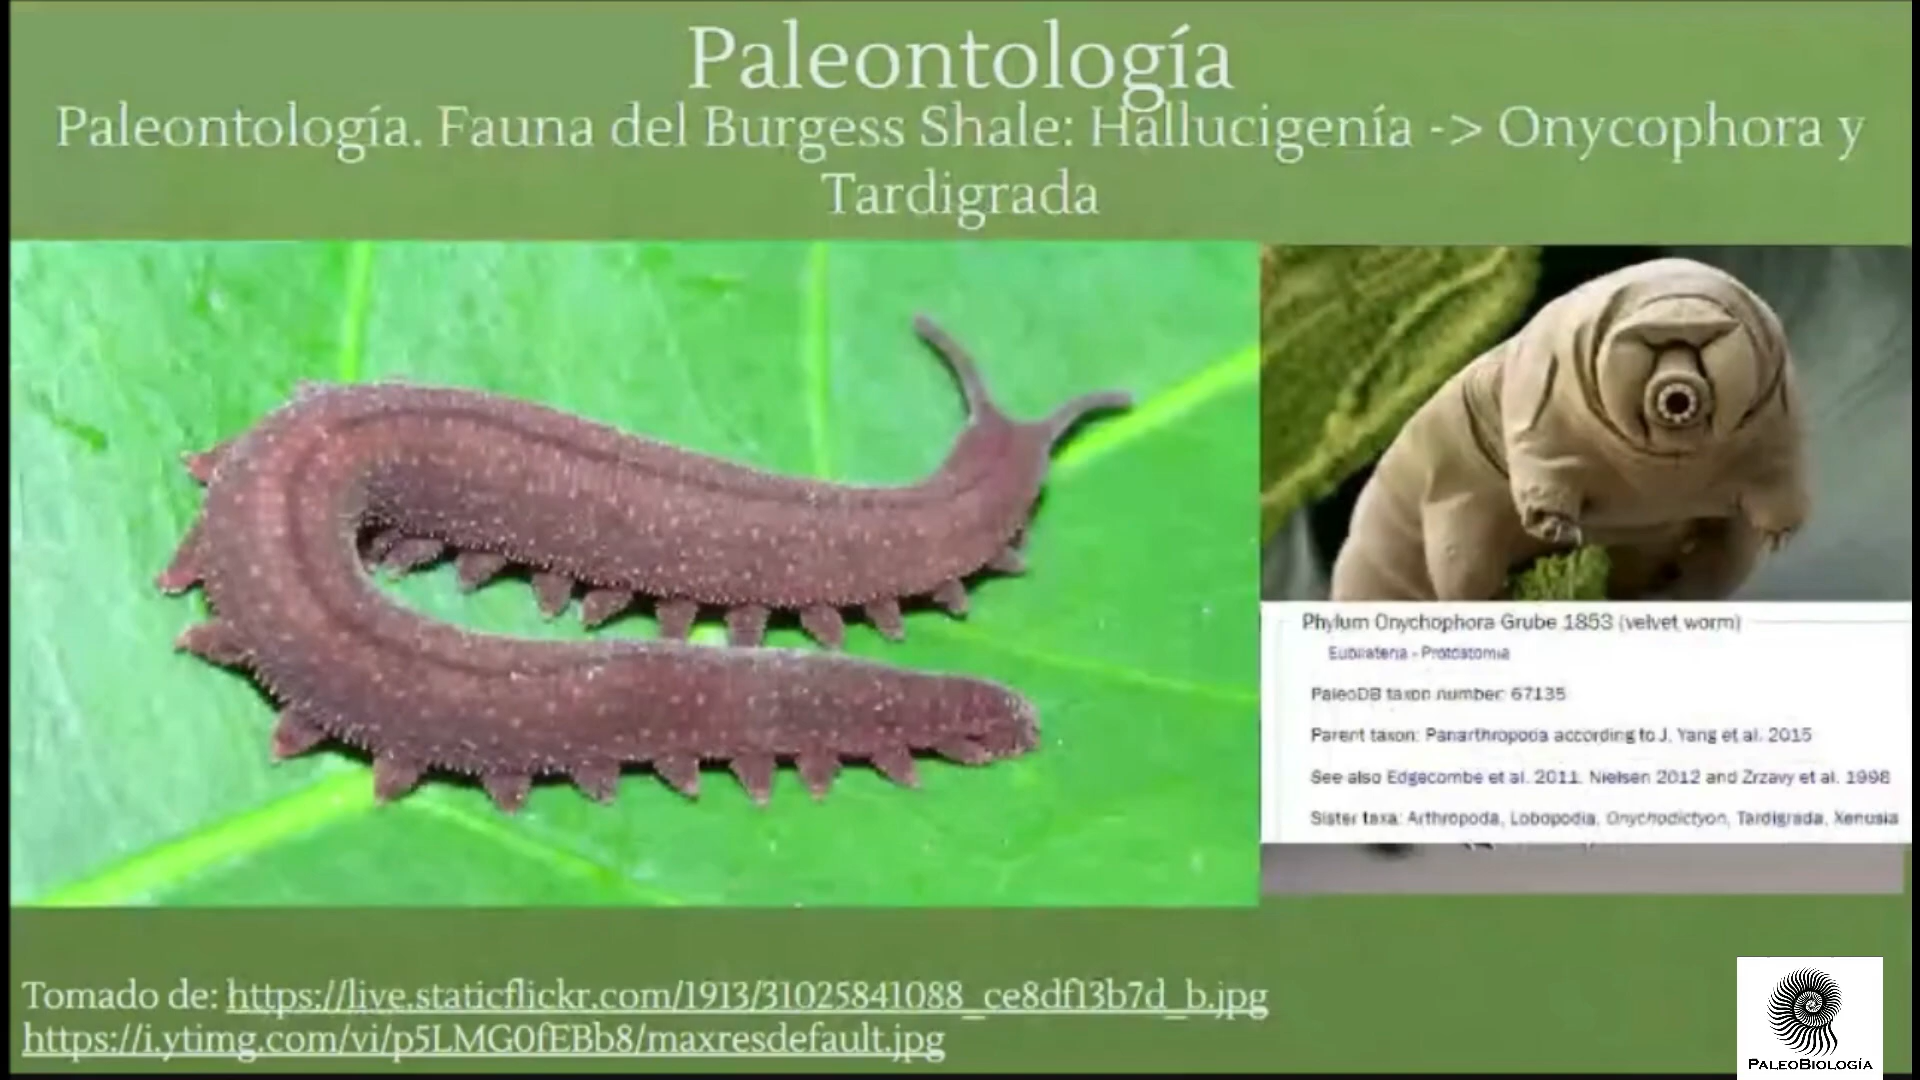 Paleontología
Paleontología. Fauna del Burgess Shale: Hallucigenía -> Onycophora y
Tardigrada
Phylum Onychophora Grube 1853 (velvet worm)
Eubilateria - Protostomia
PaleoDB taxon number: 67135
Parent taxon: Panarthropoda according to J. Yang et al. 2015
See also Edgecombe et al. 2011, Nielsen 2012 and Zrzavy et al. 1998
Sister taxa: Arthropoda, Lobopodia, Onychodictyon, Tardigrada, Xenusia
Tomado de: https://live.staticflickr.com/1913/31025841088_ce8df13b7d_b.jpg
https://i.ytimg.com/vi/p5LMG0fEBb8/maxresdefault.jpg
PALEOBIOLOGÍA